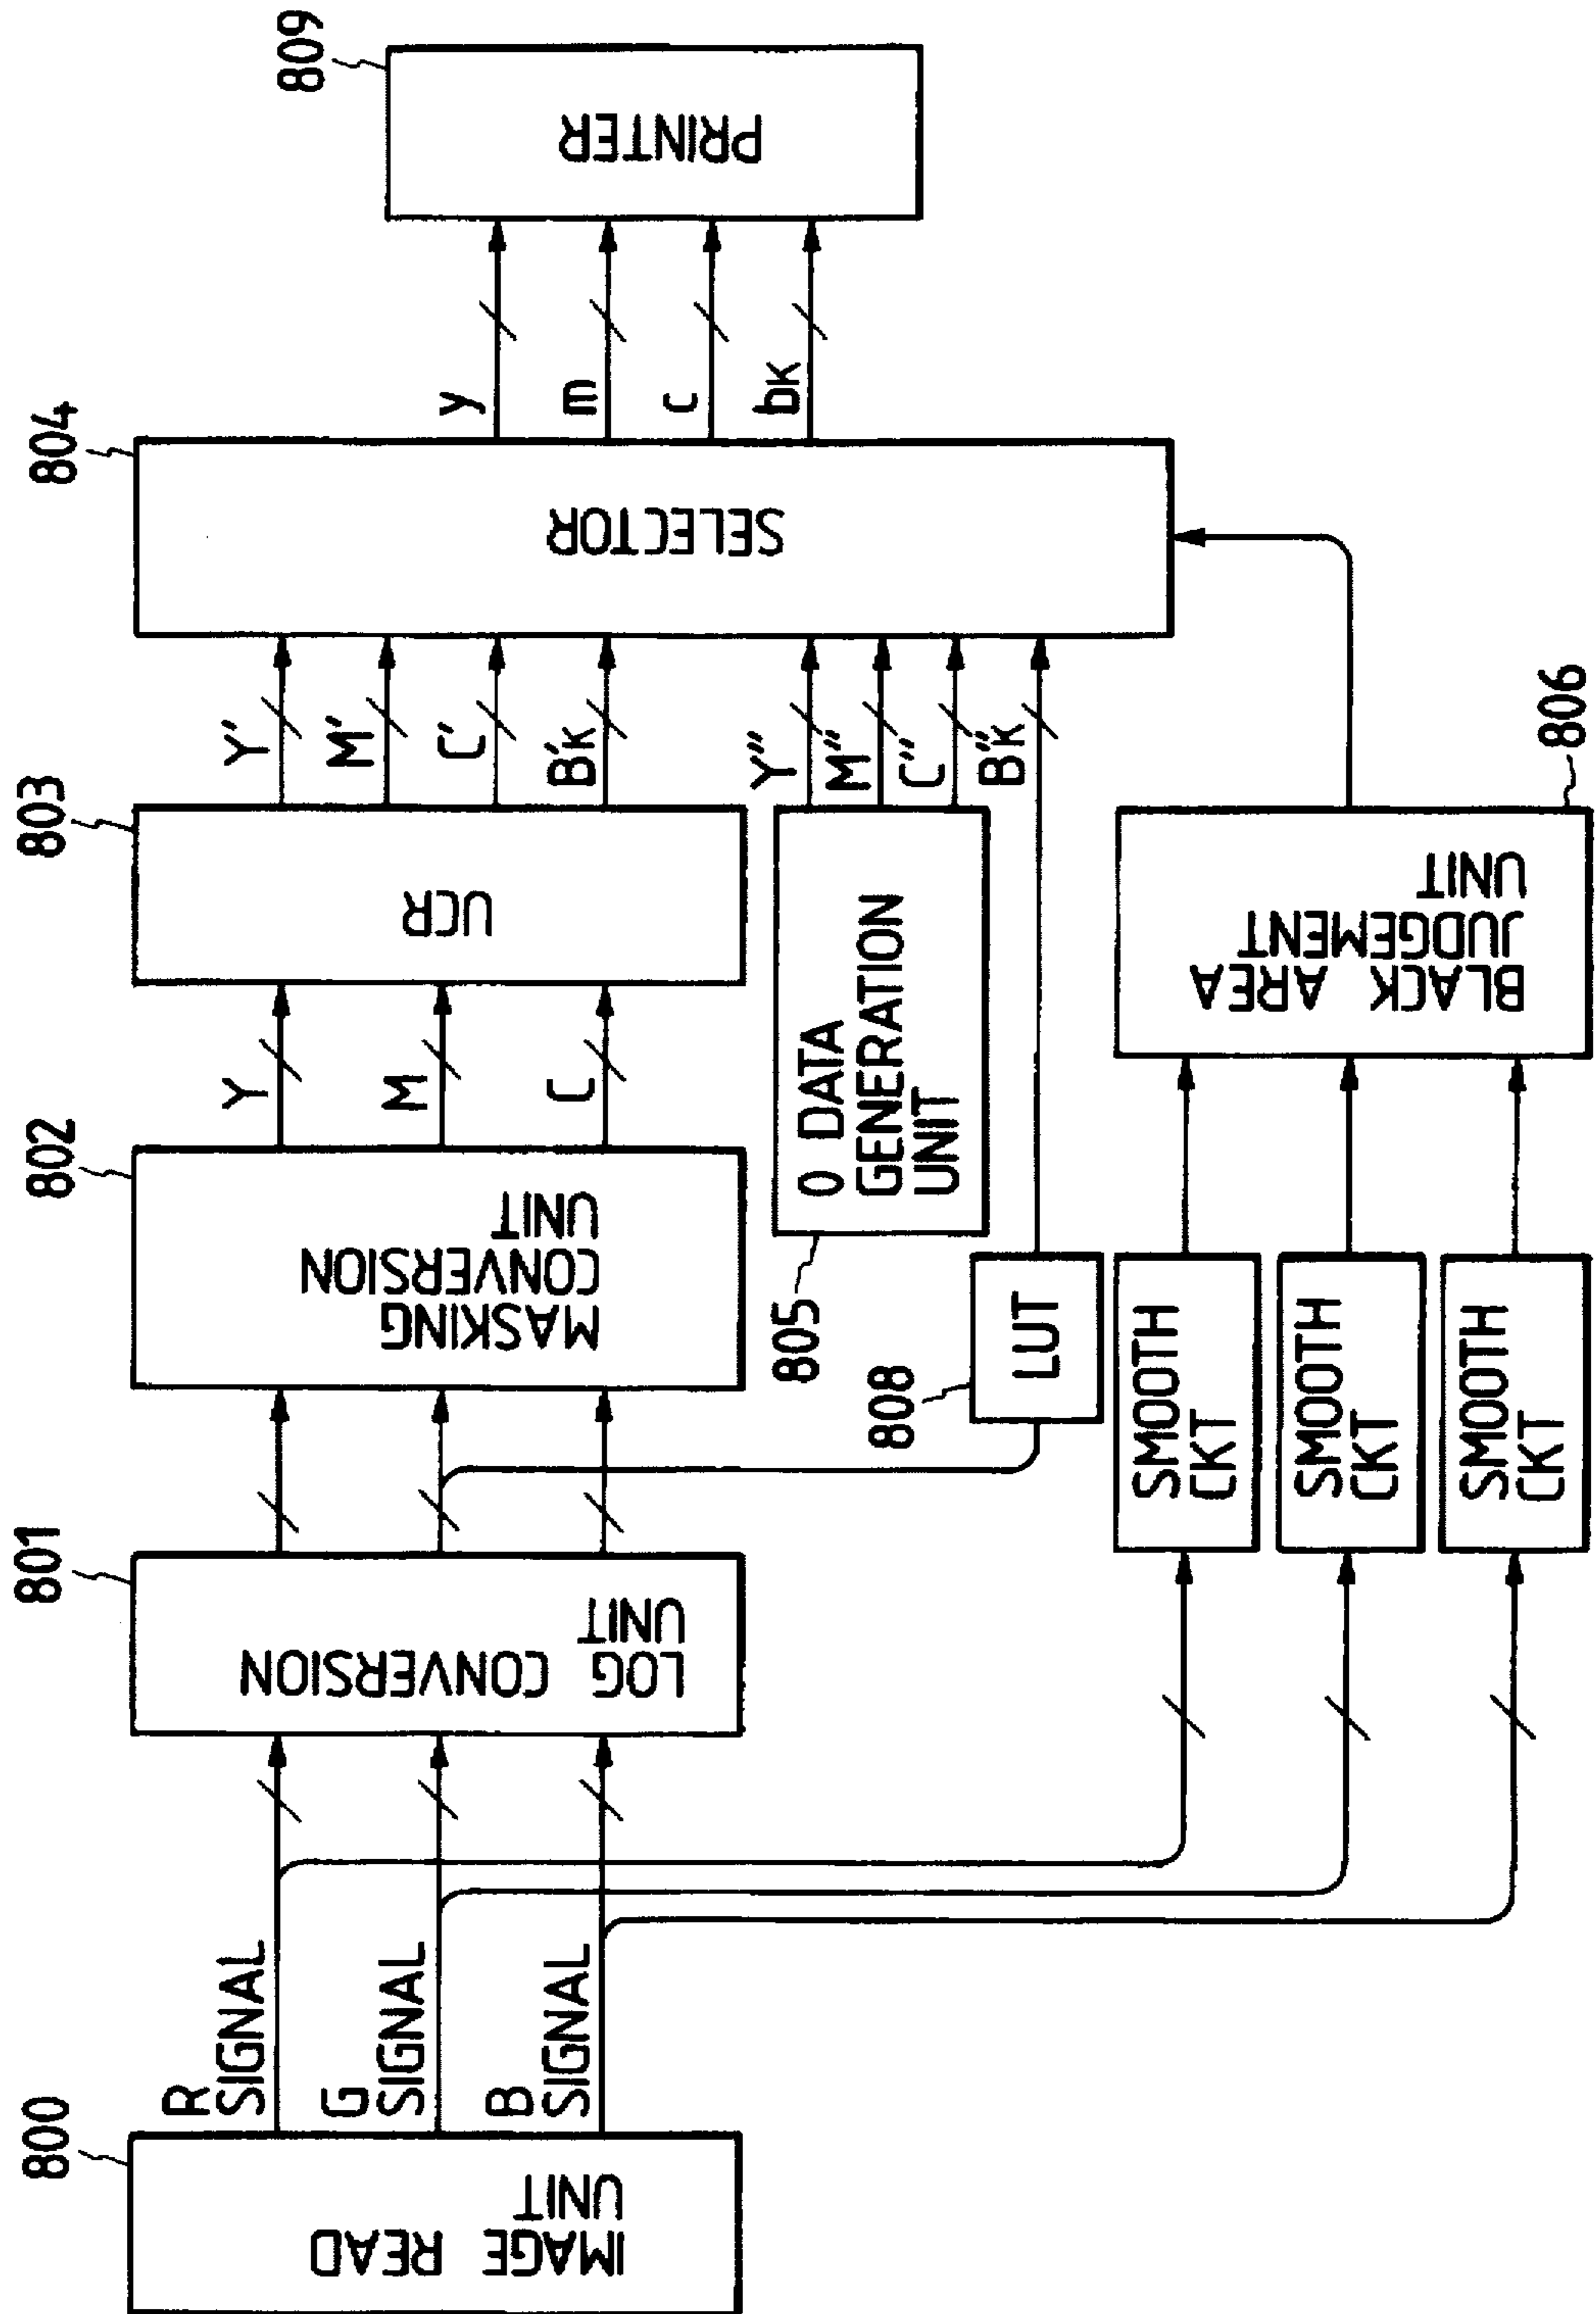 800
IMAGE READ
UNIT
R
SIGNAL
G
SIGNAL
B
SIGNAL
801
LOG CONVERSION
UNIT
802
MASKING
CONVERSION
UNIT
Y
M
C
803
UCR
Y'
M'
C'
B'K
805
0 DATA
GENERATION
UNIT
Y"
M"
C"
B"K
808
LUT
SMOOTH
CKT
SMOOTH
CKT
SMOOTH
CKT
806
BLACK AREA
JUDGEMENT
UNIT
804
SELECTOR
y
m
c
bK
809
PRINTER